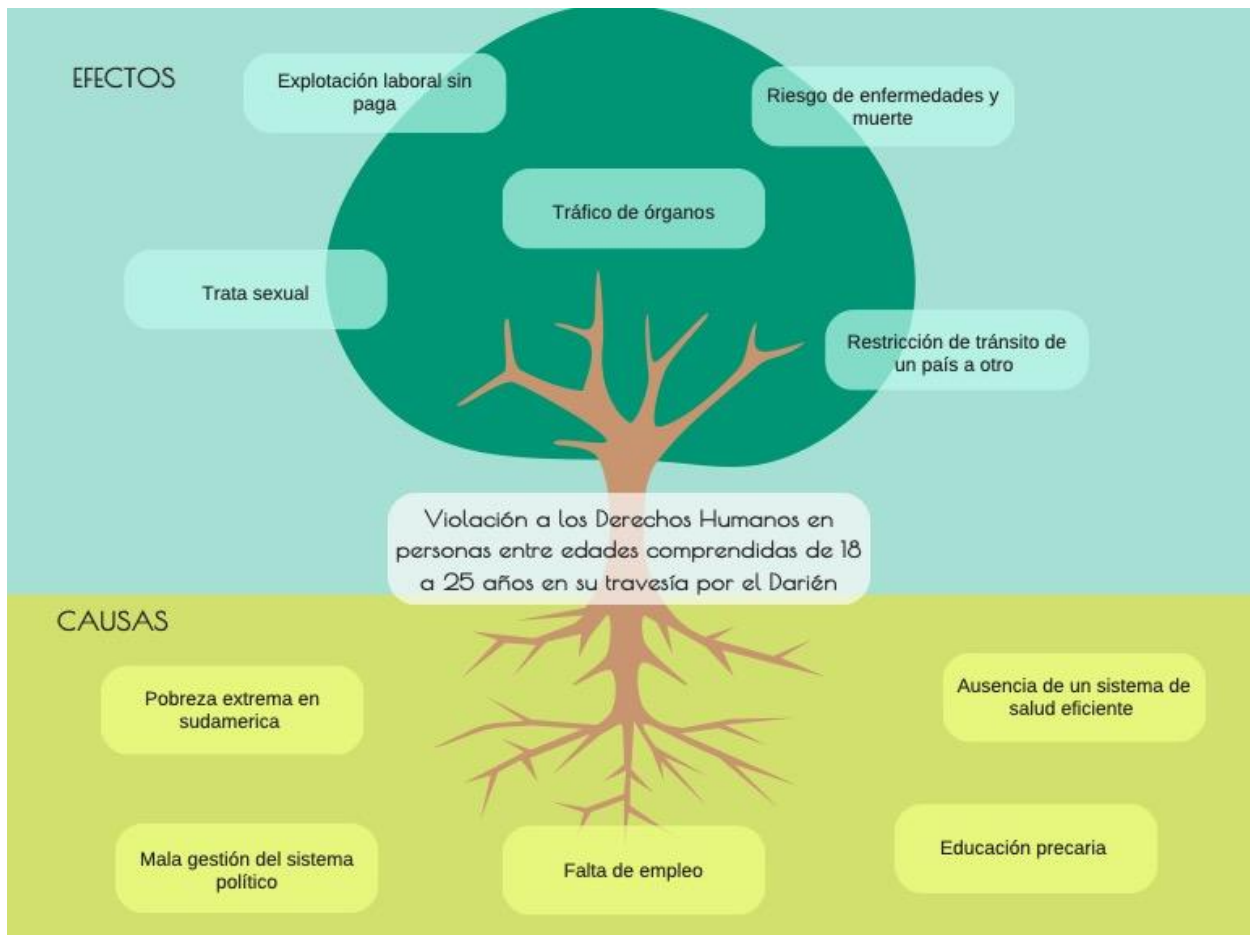 EFECTOS
Explotación laboral sin
paga
Riesgo de enfermedades y
muerte
Tráfico de órganos
Trata sexual
Restricción de tránsito de
un país a otro
Violación a los Derechos Humanos en
personas entre edades comprendidas de 18
a 25 años en su travesía por el Darién
CAUSAS
Pobreza extrema en
sudamerica
Ausencia de un sistema de
salud eficiente
Mala gestión del sistema
político
Falta de empleo
Educación precaria